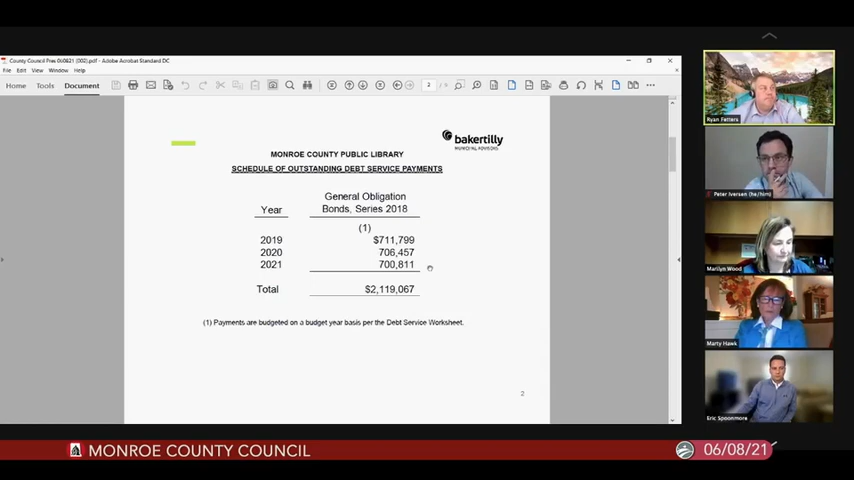 County Council Pres 060821 (002).pdf - Adobe Acrobat Standard DC
File Edit View Window Help
Home Tools Document
2
bakertilly
MUNICIPAL ADVISORS
MONROE COUNTY PUBLIC LIBRARY
SCHEDULE OF OUTSTANDING DEBT SERVICE PAYMENTS
General Obligation
Year Bonds, Series 2018
(1)
2019 $711,799
2020 706,457
2021 700,811
Total $2,119,067
(1) Payments are budgeted on a budget year basis per the Debt Service Worksheet.
2
Ryan Fetters
Peter Iversen (he/him)
Marilyn Wood
Marty Hawk
Eric Spoonmore
MONROE COUNTY COUNCIL
06/08/21